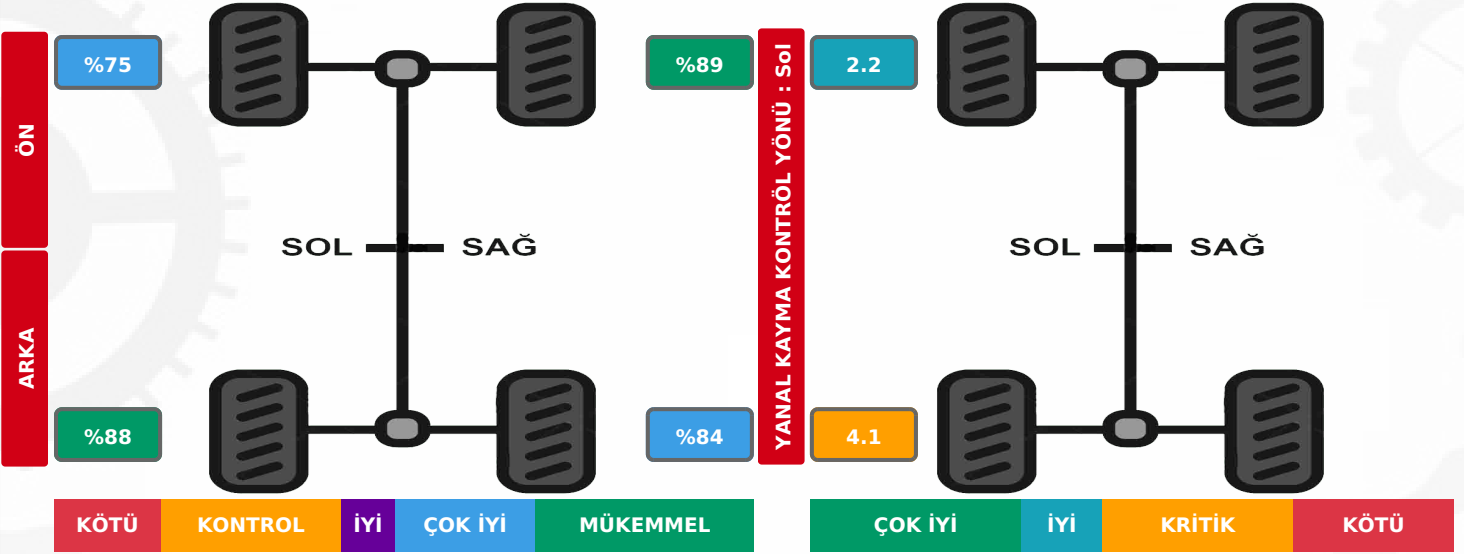 ÖN
%75
%89
SOL
SAĞ
ARKA
%88
%84
KÖTÜ
KONTROL
İYİ
ÇOK İYİ
MÜKEMMEL
YANAL KAYMA KONTRÖL YÖNÜ : Sol
2.2
SOL
SAĞ
4.1
ÇOK İYİ
İYİ
KRİTİK
KÖTÜ